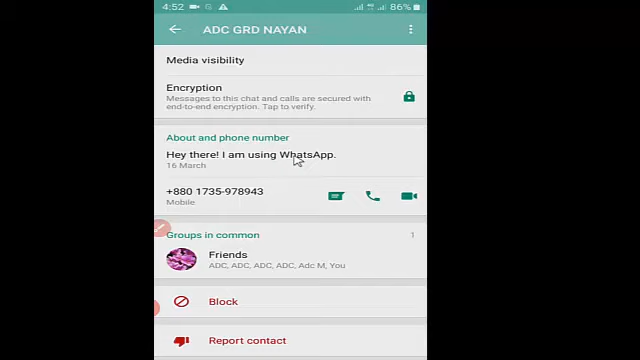 4:52 G 86%
ADC GRD NAYAN
Media visibility
Encryption
Messages to this chat and calls are secured with
end-to-end encryption. Tap to verify.
About and phone number
Hey there! I am using WhatsApp.
16 March
+880 1735-978943
Mobile
Groups in common 1
Friends
ADC, ADC, ADC, ADC, Adc M, You
Block
Report contact